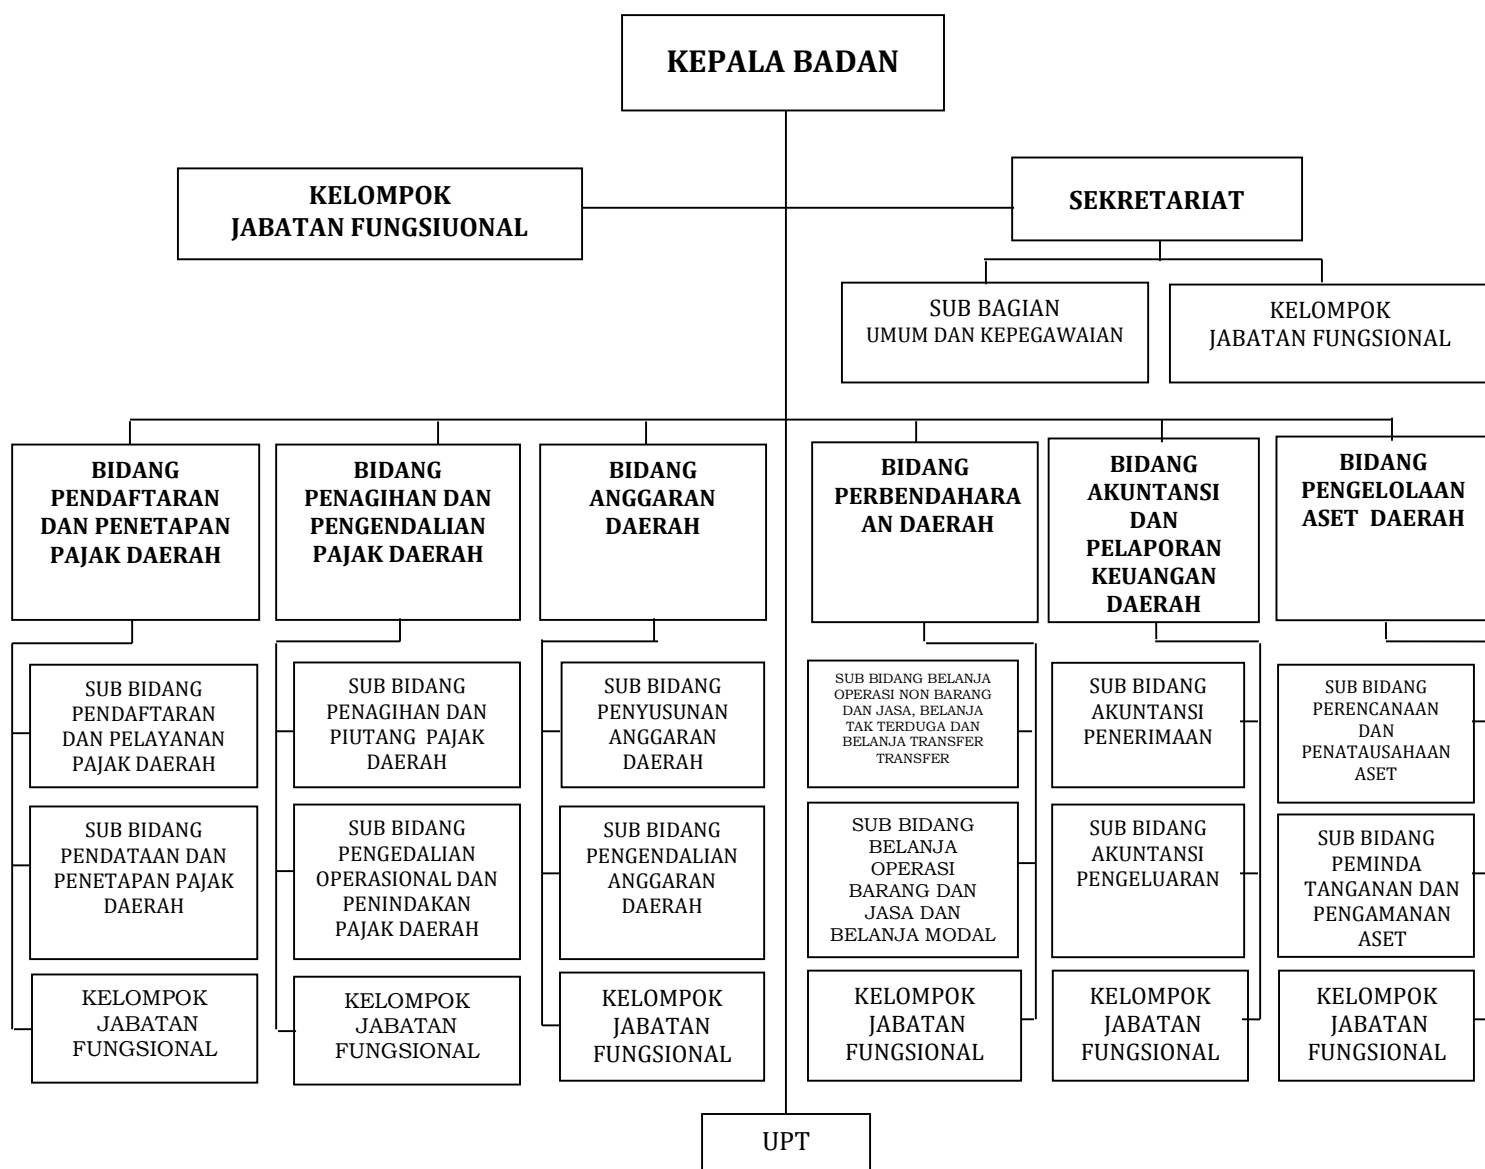 KEPALA BADAN
KELOMPOK
JABATAN FUNGSIUONAL
SEKRETARIAT
SUB BAGIAN
UMUM DAN KEPEGAWAIAN
KELOMPOK
JABATAN FUNGSIONAL
BIDANG
PENDAFTARAN
DAN PENETAPAN
PAJAK DAERAH
BIDANG
PENAGIHAN DAN
PENGENDALIAN
PAJAK DAERAH
BIDANG
ANGGARAN
DAERAH
BIDANG
PERBENDAHARA
AN DAERAH
BIDANG
AKUNTANSI
DAN
PELAPORAN
KEUANGAN
DAERAH
BIDANG
PENGELOLAAN
ASET DAERAH
SUB BIDANG
PENDAFTARAN
DAN PELAYANAN
PAJAK DAERAH
SUB BIDANG
PENAGIHAN DAN
PIUTANG PAJAK
DAERAH
SUB BIDANG
PENYUSUNAN
ANGGARAN
DAERAH
SUB BIDANG BELANJA
OPERASI NON BARANG
DAN JASA, BELANJA
TAK TERDUGA DAN
BELANJA TRANSFER
TRANSFER
SUB BIDANG
AKUNTANSI
PENERIMAAN
SUB BIDANG
PERENCANAAN
DAN
PENATAUSAHAAN
ASET
SUB BIDANG
PENDATAAN DAN
PENETAPAN PAJAK
DAERAH
SUB BIDANG
PENGEDALIAN
OPERASIONAL DAN
PENINDAKAN
PAJAK DAERAH
SUB BIDANG
PENGENDALIAN
ANGGARAN
DAERAH
SUB BIDANG
BELANJA
OPERASI
BARANG DAN
JASA DAN
BELANJA MODAL
SUB BIDANG
AKUNTANSI
PENGELUARAN
SUB BIDANG
PEMINDA
TANGANAN DAN
PENGAMANAN
ASET
KELOMPOK
JABATAN
FUNGSIONAL
KELOMPOK
JABATAN
FUNGSIONAL
KELOMPOK
JABATAN
FUNGSIONAL
KELOMPOK
JABATAN
FUNGSIONAL
KELOMPOK
JABATAN
FUNGSIONAL
KELOMPOK
JABATAN
FUNGSIONAL
UPT